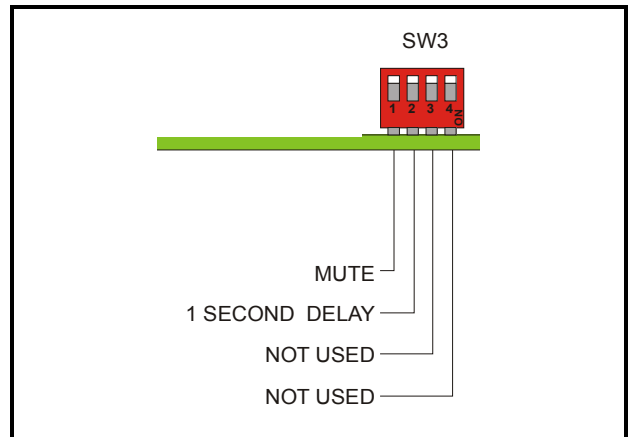 SW3
1 2 3 4
ON
MUTE
1 SECOND DELAY
NOT USED
NOT USED